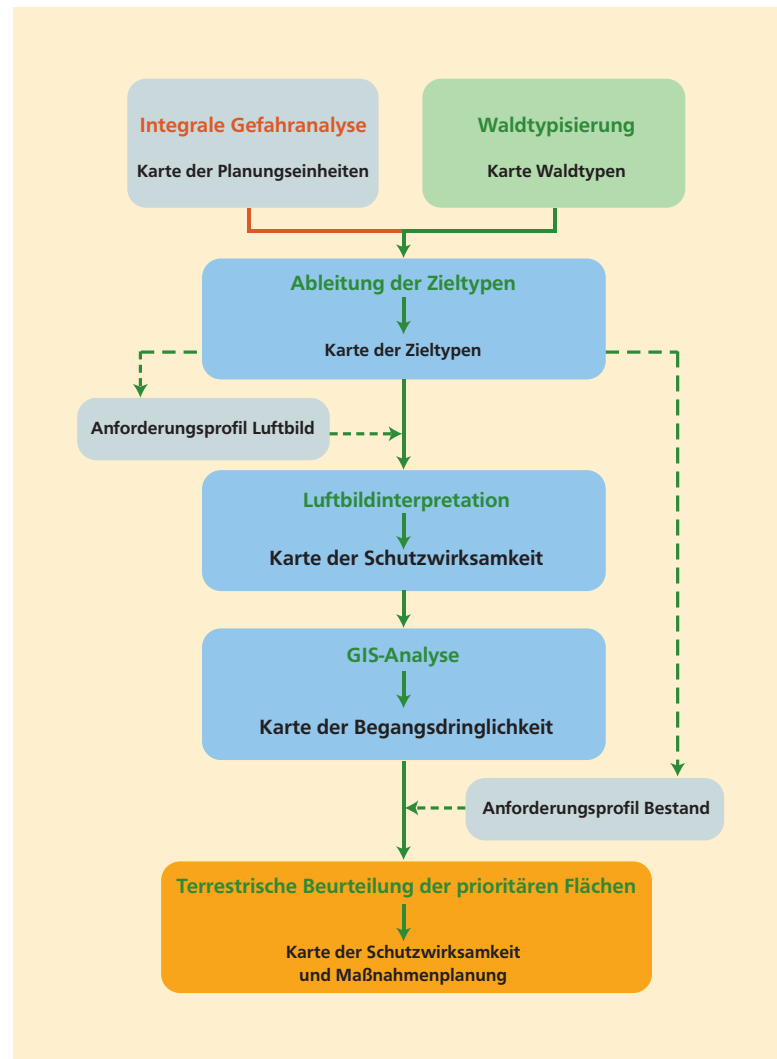 Integrale Gefahranalyse
Karte der Planungseinheiten
Waldtypisierung
Karte Waldtypen
Ableitung der Zieltypen
Karte der Zieltypen
Anforderungsprofil Luftbild
Luftbildinterpretation
Karte der Schutzwirksamkeit
GIS-Analyse
Karte der Begangsdringlichkeit
Anforderungsprofil Bestand
Terrestrische Beurteilung der prioritären Flächen
Karte der Schutzwirksamkeit
und Maßnahmenplanung